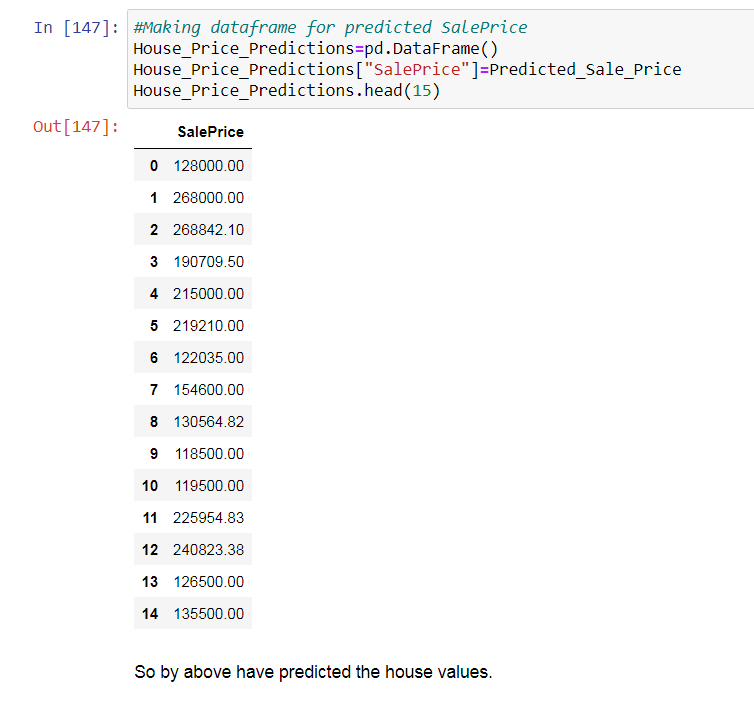 In [147]: #Making dataframe for predicted SalePrice
House_Price_Predictions=pd.DataFrame()
House_Price_Predictions["SalePrice"]=Predicted_Sale_Price
House_Price_Predictions.head(15)
Out[147]:
SalePrice
0 128000.00
1 268000.00
2 268842.10
3 190709.50
4 215000.00
5 219210.00
6 122035.00
7 154600.00
8 130564.82
9 118500.00
10 119500.00
11 225954.83
12 240823.38
13 126500.00
14 135500.00
So by above have predicted the house values.